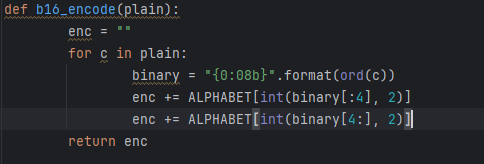 def b16_encode(plain):
enc = ""
for c in plain:
binary = "{0:08b}".format(ord(c))
enc += ALPHABET[int(binary[:4], 2)]
enc += ALPHABET[int(binary[4:], 2)]
return enc